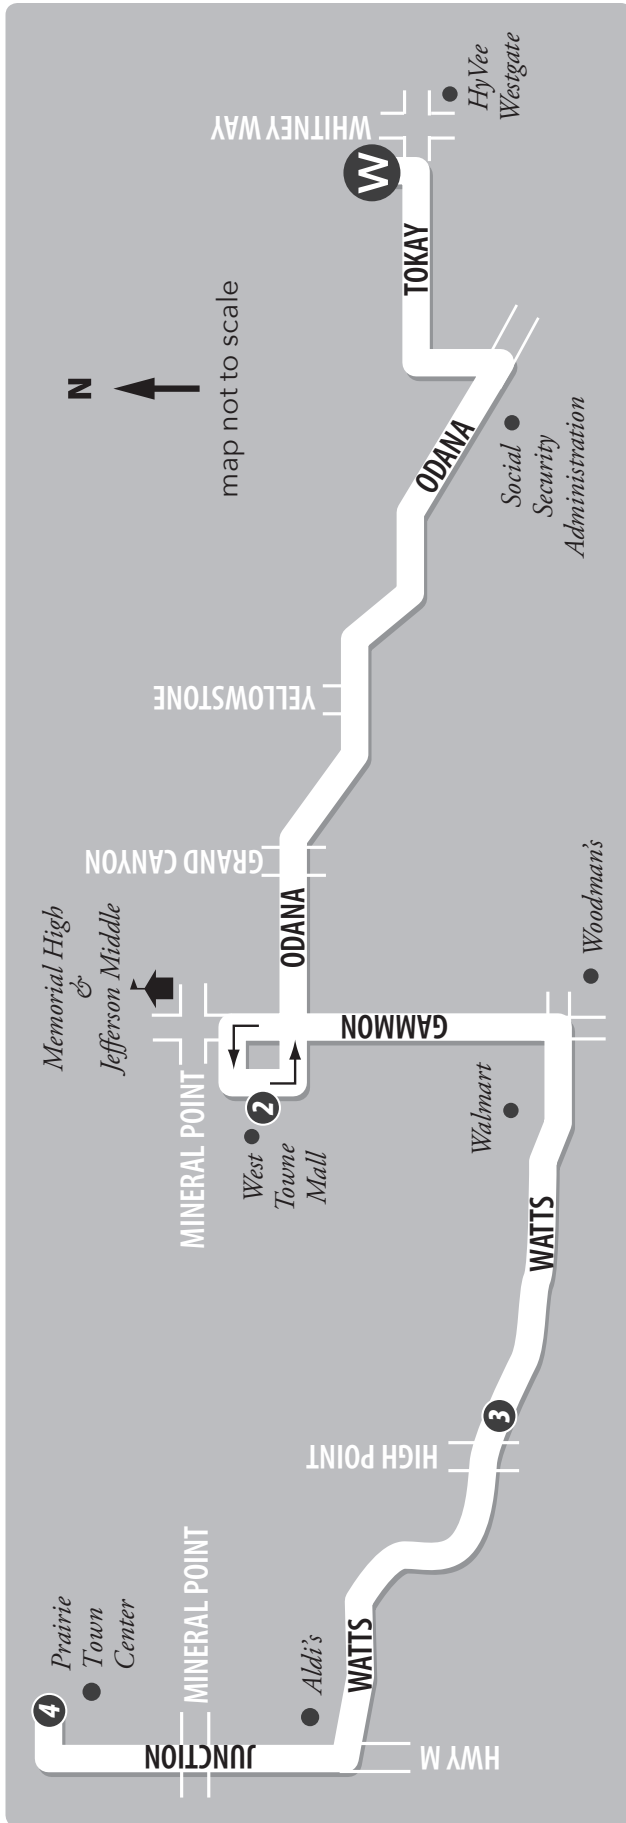 4
Prairie
Town
Center
MINERAL POINT
JUNCTION
Aldi's
HWY M
WATTS
HIGH POINT
3
WATTS
Walmart
Memorial High
&
Jefferson Middle
MINERAL POINT
2
West
Towne
Mall
GAMMON
Woodman's
ODANA
GRAND CANYON
YELLOWSTONE
N
map not to scale
ODANA
Social
Security
Administration
TOKAY
W
WHITNEY WAY
HyVee
Westgate